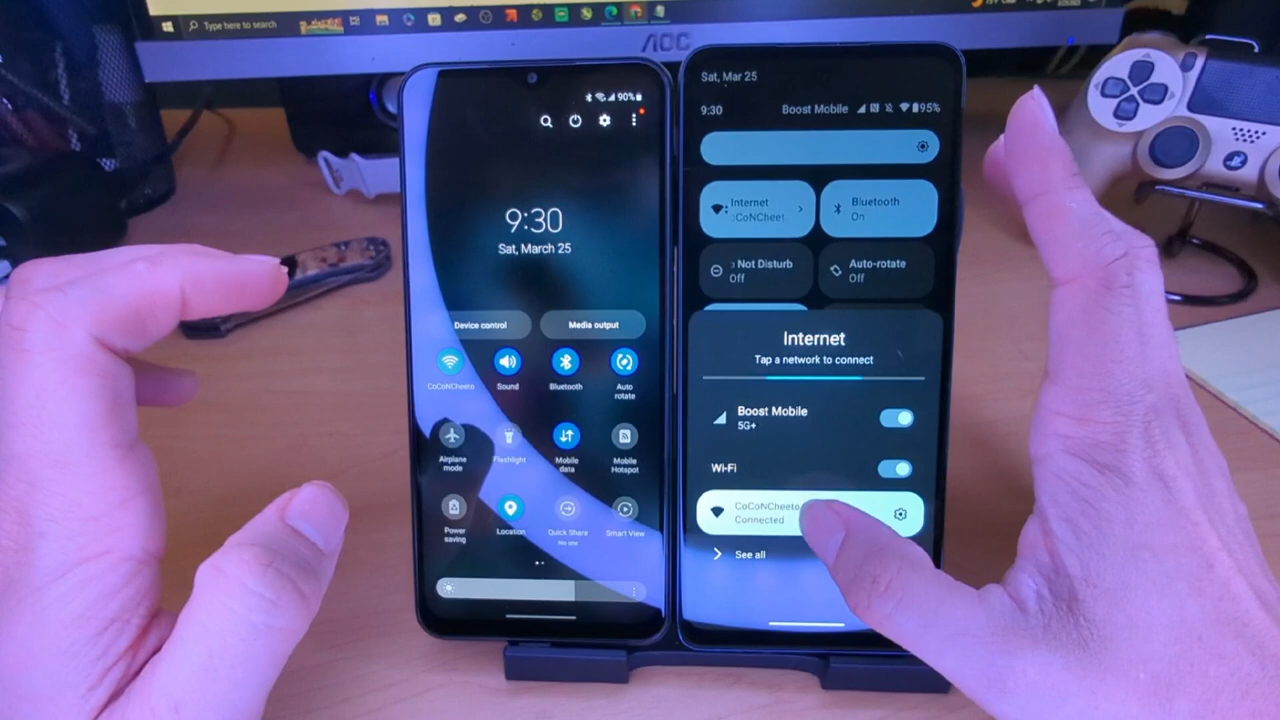 Type here to search
AOC
90%
9:30
Sat, March 25
Device control
Media output
CoCoNCheeto
Sound
Bluetooth
Auto
rotate
Airplane
mode
Flashlight
Mobile
data
Mobile
Hotspot
Power
saving
Location
Quick Share
No one
Smart View
Sat, Mar 25
9:30
Boost Mobile
95%
Internet
CoNCheet
Bluetooth
On
Not Disturb
Off
Auto-rotate
Off
Internet
Tap a network to connect
Boost Mobile
5G+
Wi-Fi
CoCoNCheeto
Connected
See all